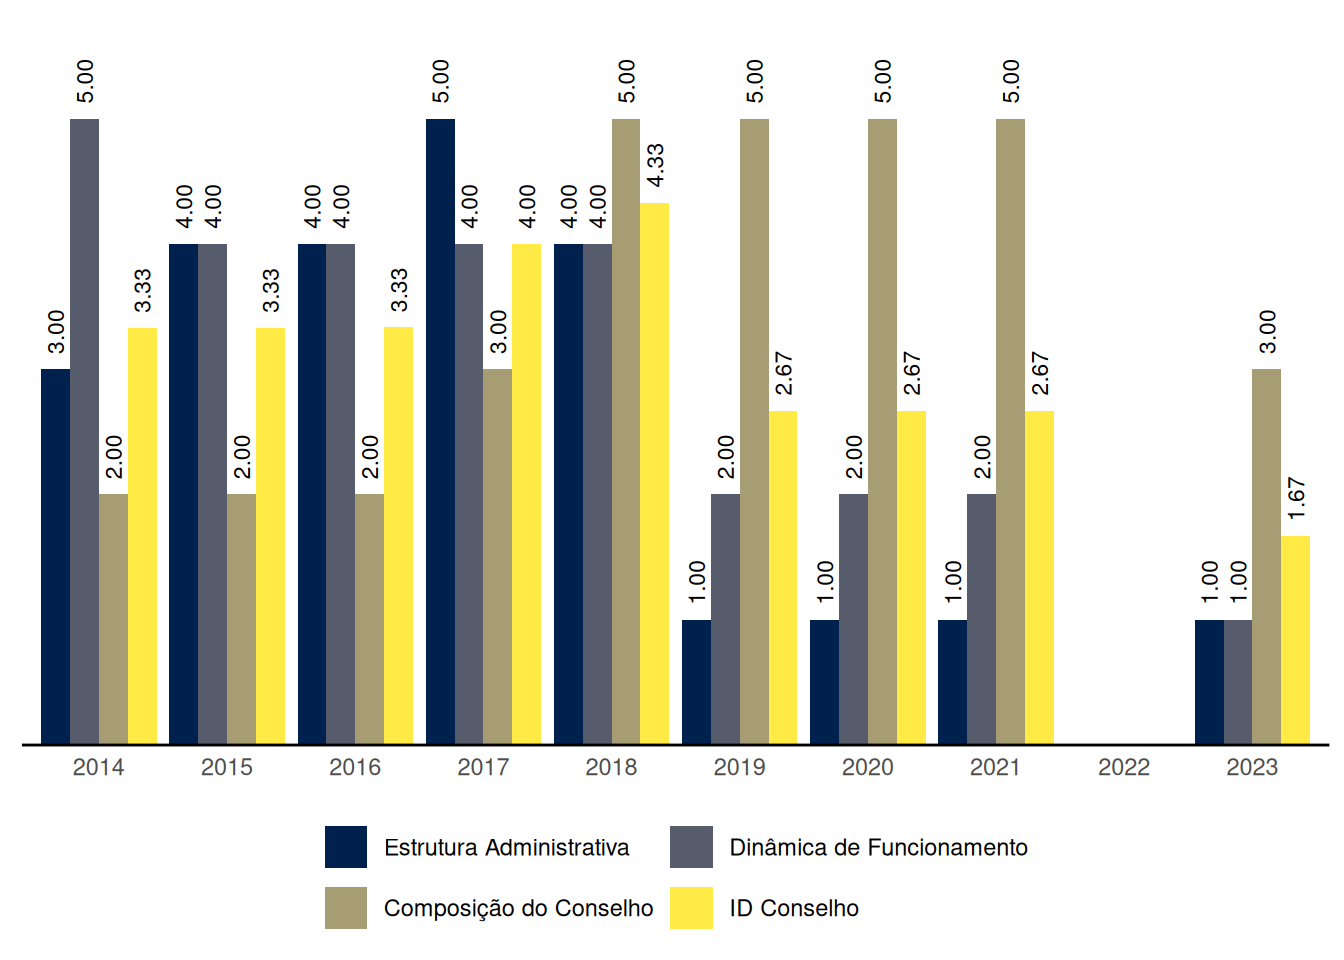 3.00 5.00 2.00 3.33
4.00 4.00 2.00 3.33
4.00 4.00 2.00 3.33
5.00 4.00 3.00 4.00
4.00 4.00 5.00 4.33
1.00 2.00 5.00 2.67
1.00 2.00 5.00 2.67
1.00 2.00 5.00 2.67
1.00 1.00 3.00 1.67
2014 2015 2016 2017 2018 2019 2020 2021 2022 2023
Estrutura Administrativa Dinâmica de Funcionamento
Composição do Conselho ID Conselho